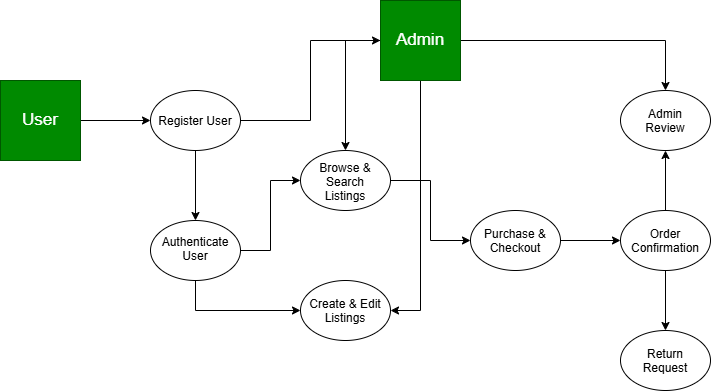 Admin
User
Register User
Admin
Review
Browse &
Search
Listings
Authenticate
User
Purchase &
Checkout
Order
Confirmation
Create & Edit
Listings
Return
Request